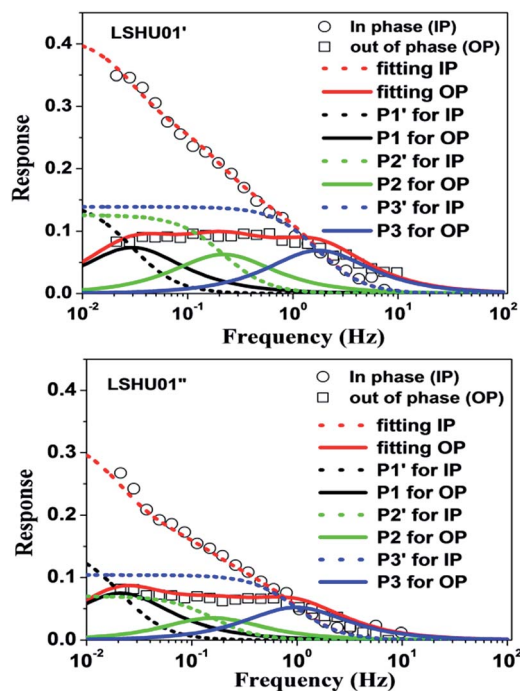 LSHU01'
In phase (IP)
out of phase (OP)
fitting IP
fitting OP
P1' for IP
P1 for OP
P2' for IP
P2 for OP
P3' for IP
P3 for OP
Response
0.4
0.3
0.2
0.1
0.0
10-2 10-1 100 101 102
Frequency (Hz)
LSHU01"
In phase (IP)
out of phase (OP)
fitting IP
fitting OP
P1' for IP
P1 for OP
P2' for IP
P2 for OP
P3' for IP
P3 for OP
Response
0.4
0.3
0.2
0.1
0.0
10-2 10-1 100 101 102
Frequency (Hz)